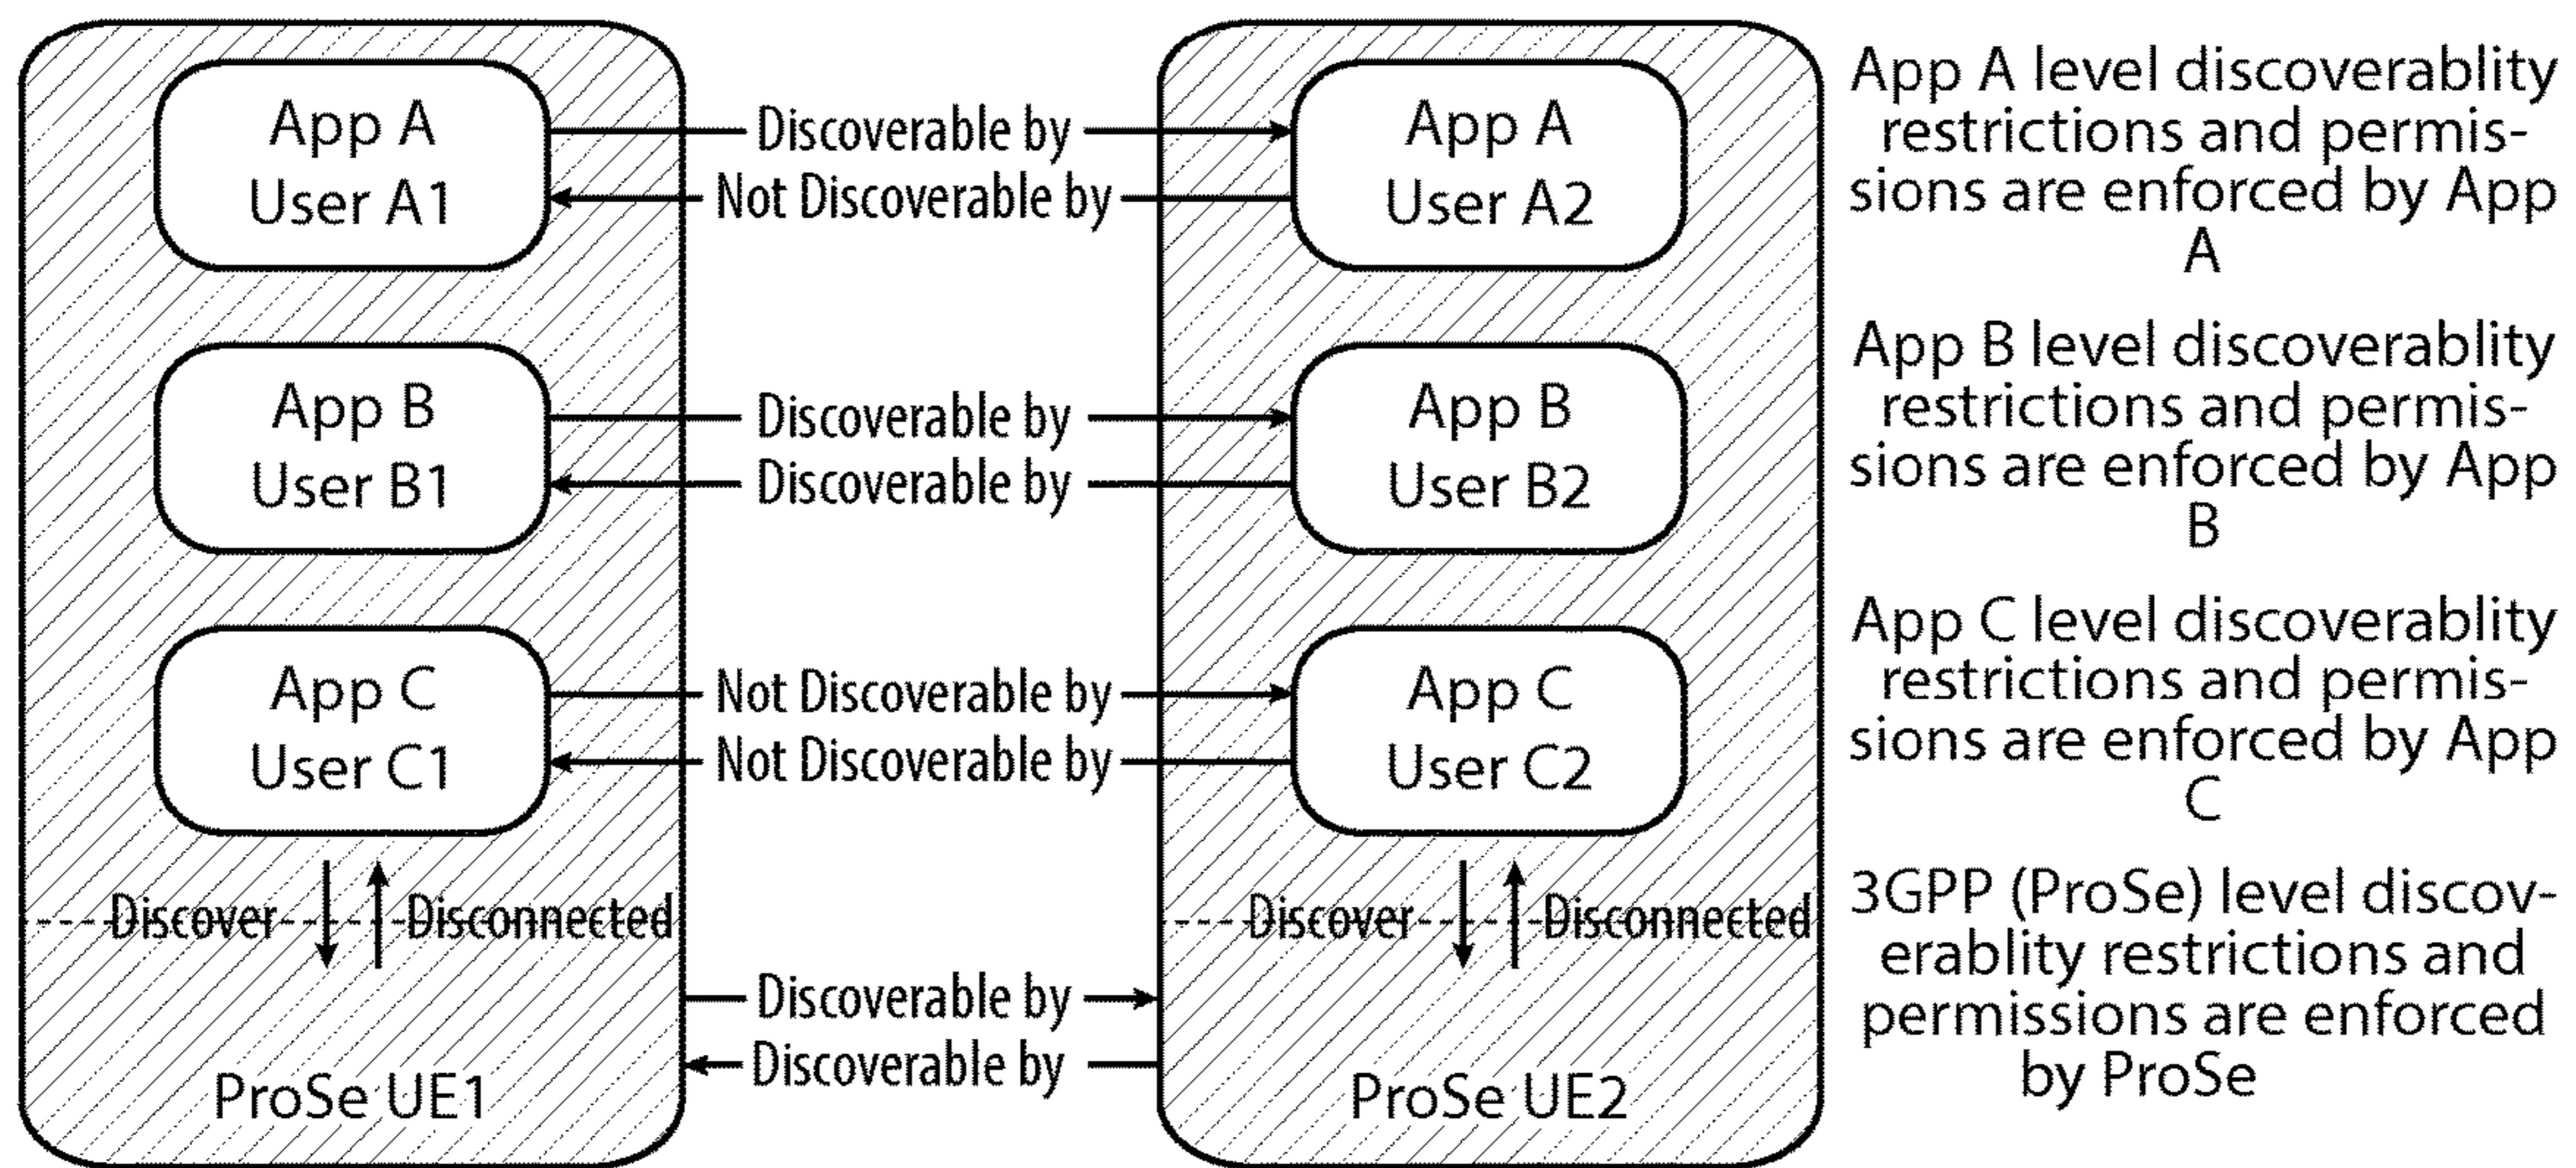 App A
User A1
Discoverable by
Not Discoverable by
App A
User A2
App A level discoverablity
restrictions and permis-
sions are enforced by App
A
App B
User B1
Discoverable by
Discoverable by
App B
User B2
App B level discoverablity
restrictions and permis-
sions are enforced by App
B
App C
User C1
Not Discoverable by
Not Discoverable by
App C
User C2
App C level discoverablity
restrictions and permis-
sions are enforced by App
C
Discover
Disconnected
Discover
Disconnected
Discoverable by
Discoverable by
ProSe UE1
ProSe UE2
3GPP (ProSe) level discov-
erablity restrictions and
permissions are enforced
by ProSe